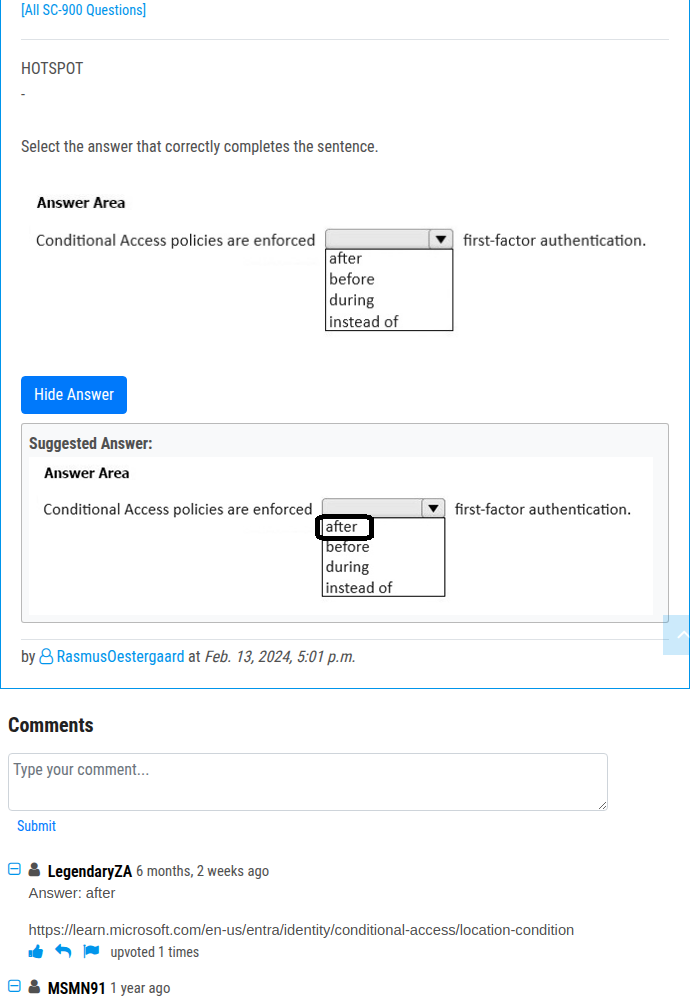 [All SC-900 Questions]
HOTSPOT
-
Select the answer that correctly completes the sentence.
Answer Area
Conditional Access policies are enforced first-factor authentication.
after
before
during
instead of
Hide Answer
Suggested Answer:
Answer Area
Conditional Access policies are enforced first-factor authentication.
after
before
during
instead of
by RasmusOestergaard at Feb. 13, 2024, 5:01 p.m.
Comments
Type your comment...
Submit
LegendaryZA 6 months, 2 weeks ago
Answer: after
https://learn.microsoft.com/en-us/entra/identity/conditional-access/location-condition
upvoted 1 times
MSMN91 1 year ago